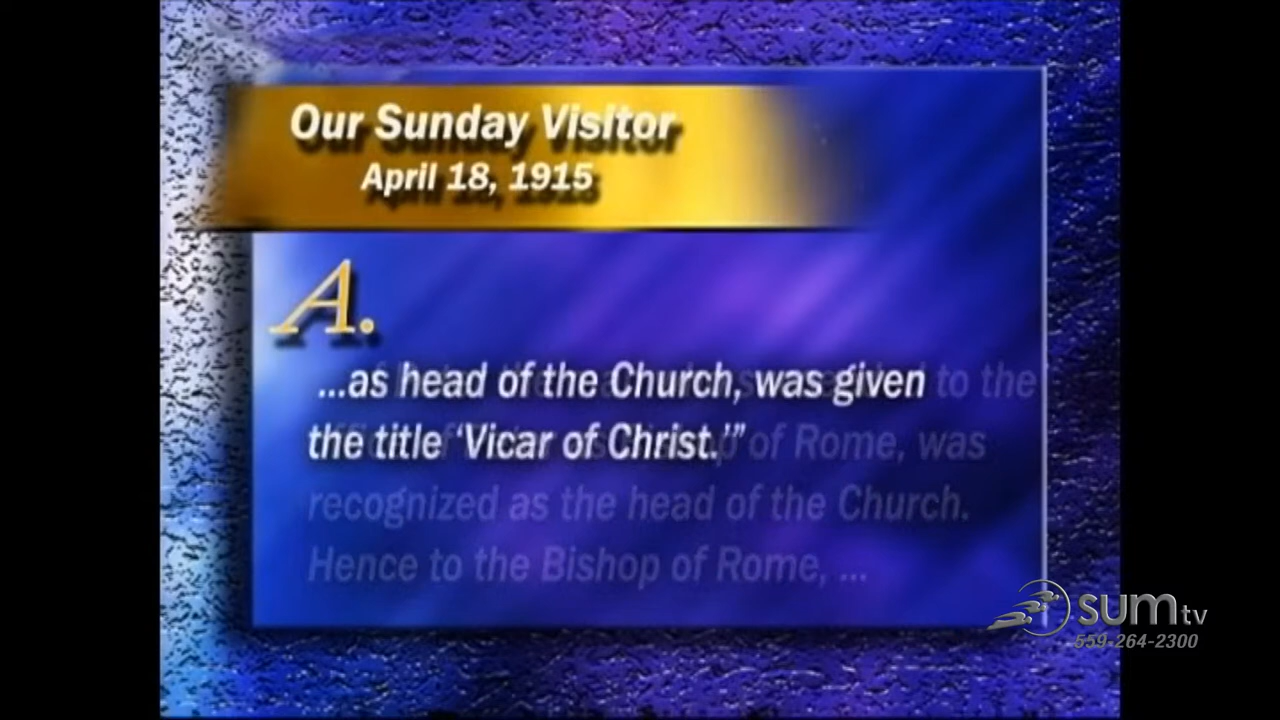 Our Sunday Visitor
April 18, 1915
A.
...as head of the Church, was given
the title ‘Vicar of Christ.’”
to the
of Rome, was
recognized as the head of the Church.
Hence to the Bishop of Rome, ...
sumtv
559-264-2300